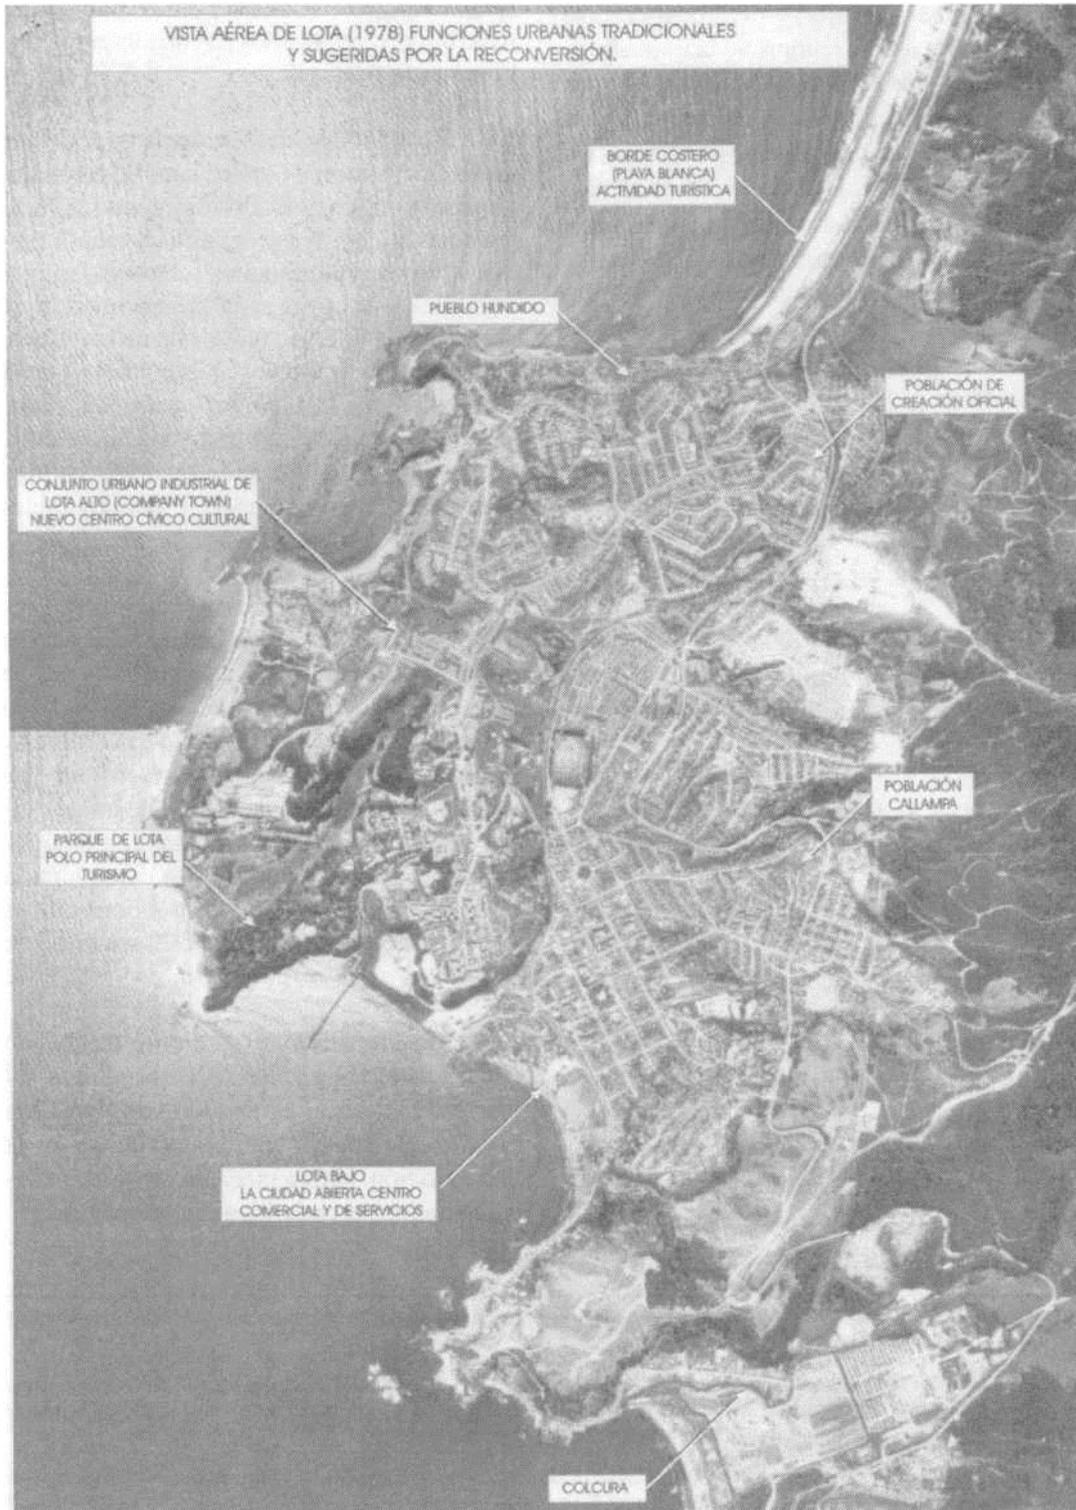 VISTA AÉREA DE LOTA (1978) FUNCIONES URBANAS TRADICIONALES
Y SUGERIDAS POR LA RECONVERSIÓN.
BORDE COSTERO
(PLAYA BLANCA)
ACTIVIDAD TURÍSTICA
PUEBLO HUNDIDO
POBLACIÓN DE
CREACIÓN OFICIAL
CONJUNTO URBANO INDUSTRIAL DE
LOTA ALTO (COMPANY TOWN)
NUEVO CENTRO CÍVICO CULTURAL
POBLACIÓN
CALLAMPA
PARQUE DE LOTA
POLO PRINCIPAL DEL
TURISMO
LOTA BAJO
LA CIUDAD ABIERTA CENTRO
COMERCIAL Y DE SERVICIOS
COLCURA